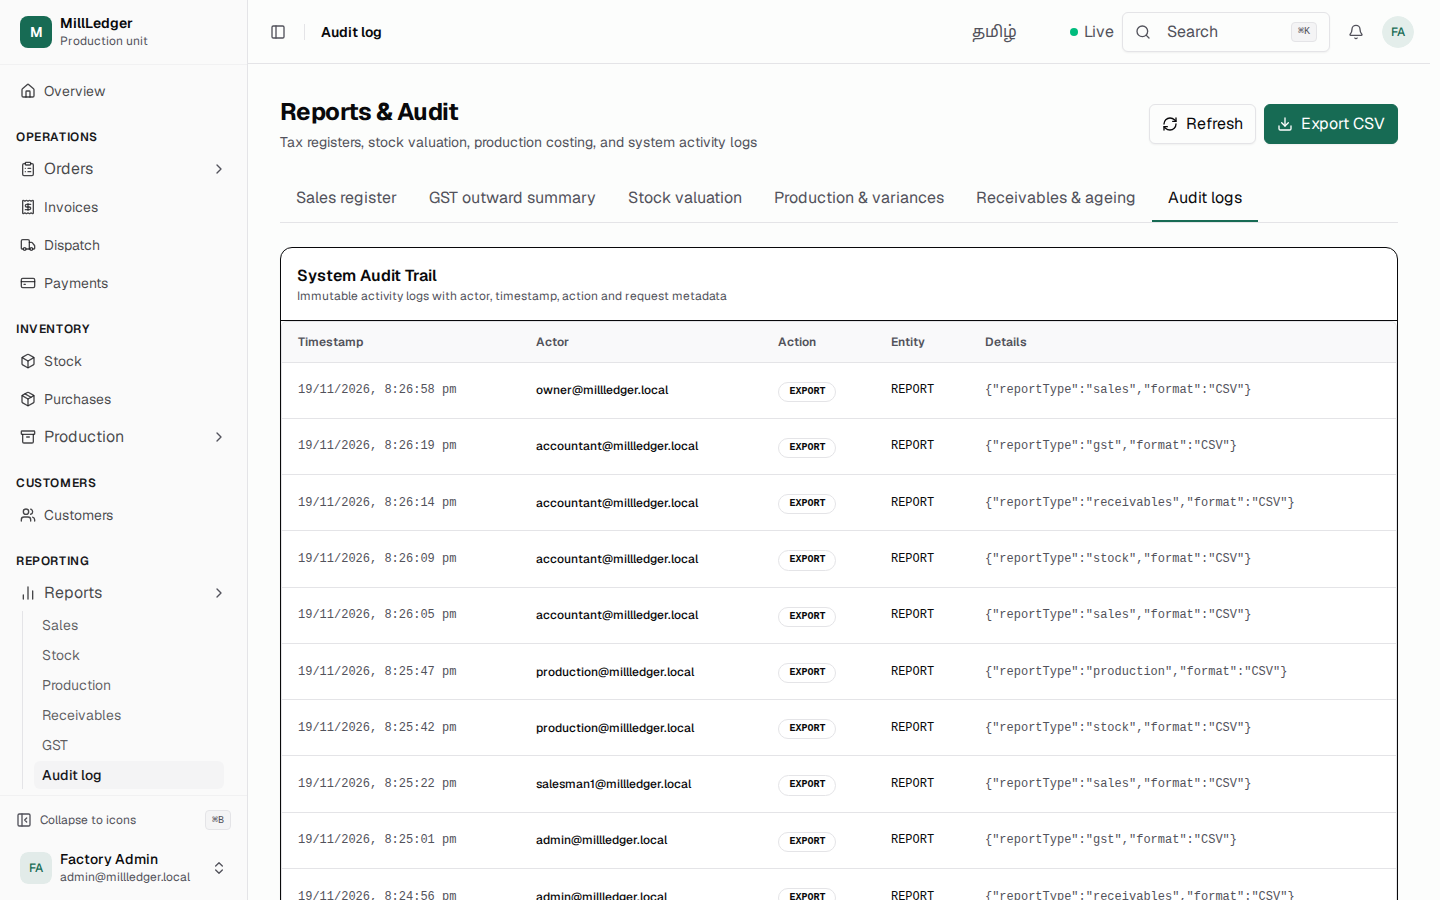 M
MillLedger
Production unit
Overview
OPERATIONS
Orders
Invoices
Dispatch
Payments
INVENTORY
Stock
Purchases
Production
CUSTOMERS
Customers
REPORTING
Reports
Sales
Stock
Production
Receivables
GST
Audit log
Collapse to icons ⌘B
FA
Factory Admin
admin@millledger.local
Audit log
தமிழ்
Live
Search ⌘K
FA
Reports & Audit
Tax registers, stock valuation, production costing, and system activity logs
Refresh
Export CSV
Sales register GST outward summary Stock valuation Production & variances Receivables & ageing Audit logs
System Audit Trail
Immutable activity logs with actor, timestamp, action and request metadata
Timestamp Actor Action Entity Details
19/11/2026, 8:26:58 pm owner@millledger.local EXPORT REPORT {"reportType":"sales","format":"CSV"}
19/11/2026, 8:26:19 pm accountant@millledger.local EXPORT REPORT {"reportType":"gst","format":"CSV"}
19/11/2026, 8:26:14 pm accountant@millledger.local EXPORT REPORT {"reportType":"receivables","format":"CSV"}
19/11/2026, 8:26:09 pm accountant@millledger.local EXPORT REPORT {"reportType":"stock","format":"CSV"}
19/11/2026, 8:26:05 pm accountant@millledger.local EXPORT REPORT {"reportType":"sales","format":"CSV"}
19/11/2026, 8:25:47 pm production@millledger.local EXPORT REPORT {"reportType":"production","format":"CSV"}
19/11/2026, 8:25:42 pm production@millledger.local EXPORT REPORT {"reportType":"stock","format":"CSV"}
19/11/2026, 8:25:22 pm salesman1@millledger.local EXPORT REPORT {"reportType":"sales","format":"CSV"}
19/11/2026, 8:25:01 pm admin@millledger.local EXPORT REPORT {"reportType":"gst","format":"CSV"}
19/11/2026, 8:24:56 pm admin@millledger.local EXPORT REPORT {"reportType":"receivables","format":"CSV"}